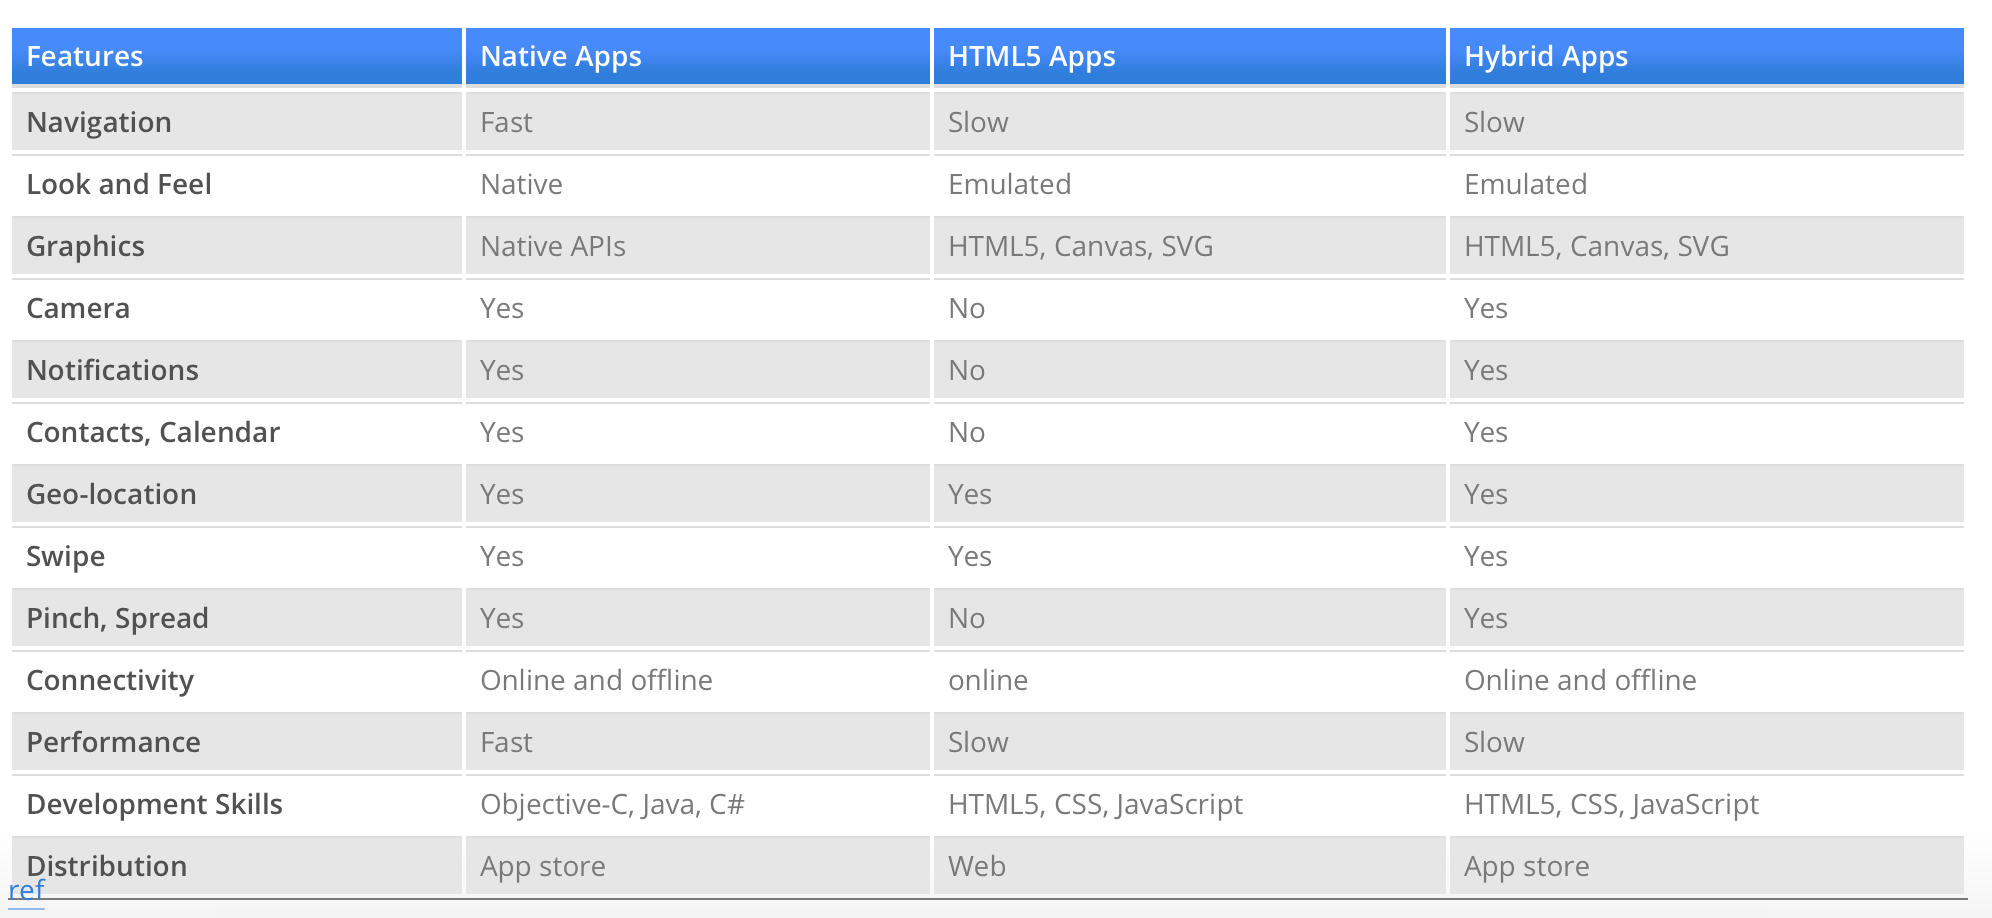 Features Native Apps HTML5 Apps Hybrid Apps
Navigation Fast Slow Slow
Look and Feel Native Emulated Emulated
Graphics Native APIs HTML5, Canvas, SVG HTML5, Canvas, SVG
Camera Yes No Yes
Notifications Yes No Yes
Contacts, Calendar Yes No Yes
Geo-location Yes Yes Yes
Swipe Yes Yes Yes
Pinch, Spread Yes No Yes
Connectivity Online and offline online Online and offline
Performance Fast Slow Slow
Development Skills Objective-C, Java, C# HTML5, CSS, JavaScript HTML5, CSS, JavaScript
Distribution App store Web App store
ref